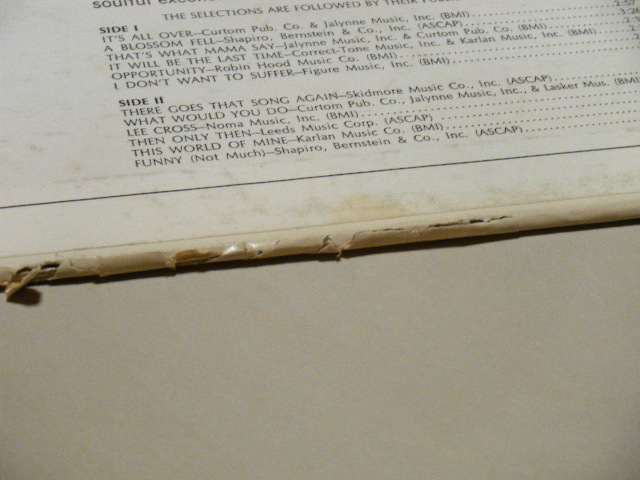 soulful
THE SELECTIONS ARE FOLLOWED BY THEIR
SIDE I
IT'S ALL OVER—Curtom Pub. Co. & Jalynne Music, Inc. (BMI)
A BLOSSOM FELL—Shapiro, Bernstein & Co., Inc. (ASCAP)
THAT'S WHAT MAMA SAY—Jalynne Music, Inc. & Curtom Pub. Co. (BMI)
IT WILL BE THE LAST TIME—Correct-Tone Music, Inc. & Karlan Music, Inc. (BMI)
OPPORTUNITY—Robin Hood Music Co. (BMI)
I DON'T WANT TO SUFFER—Figure Music, Inc. (BMI)
SIDE II
THERE GOES THAT SONG AGAIN—Skidmore Music Co., Inc. (ASCAP)
WHAT WOULD YOU DO—Curtom Pub. Co., Jalynne Music, Inc., & Lasker Mus. (BMI)
LEE CROSS—Noma Music, Inc. (BMI)
THEN ONLY THEN—Leeds Music Corp. (ASCAP)
THIS WORLD OF MINE—Karlan Music Co. (BMI)
FUNNY (Not Much)—Shapiro, Bernstein & Co., Inc. (ASCAP)